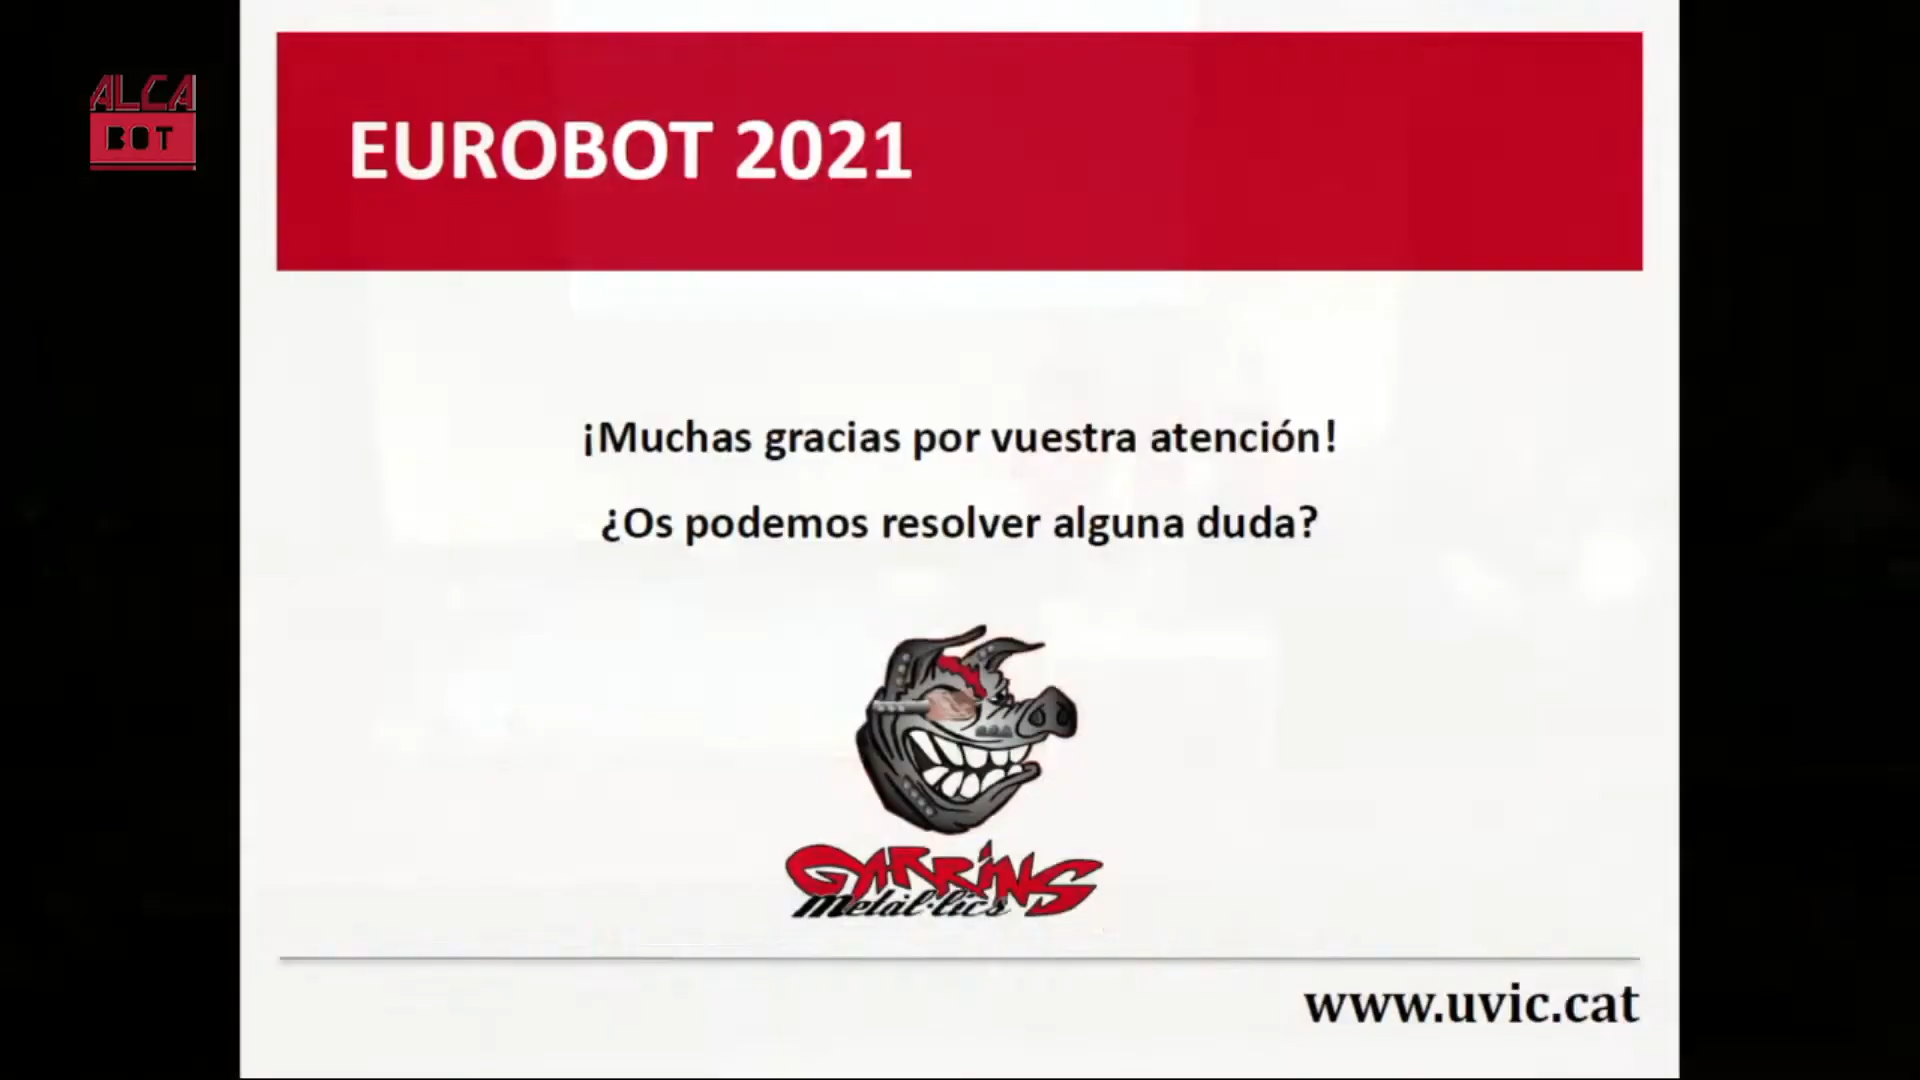 ALCA
BOT
EUROBOT 2021
¡Muchas gracias por vuestra atención!
¿Os podemos resolver alguna duda?
GARRINS
Metàl·lics
www.uvic.cat